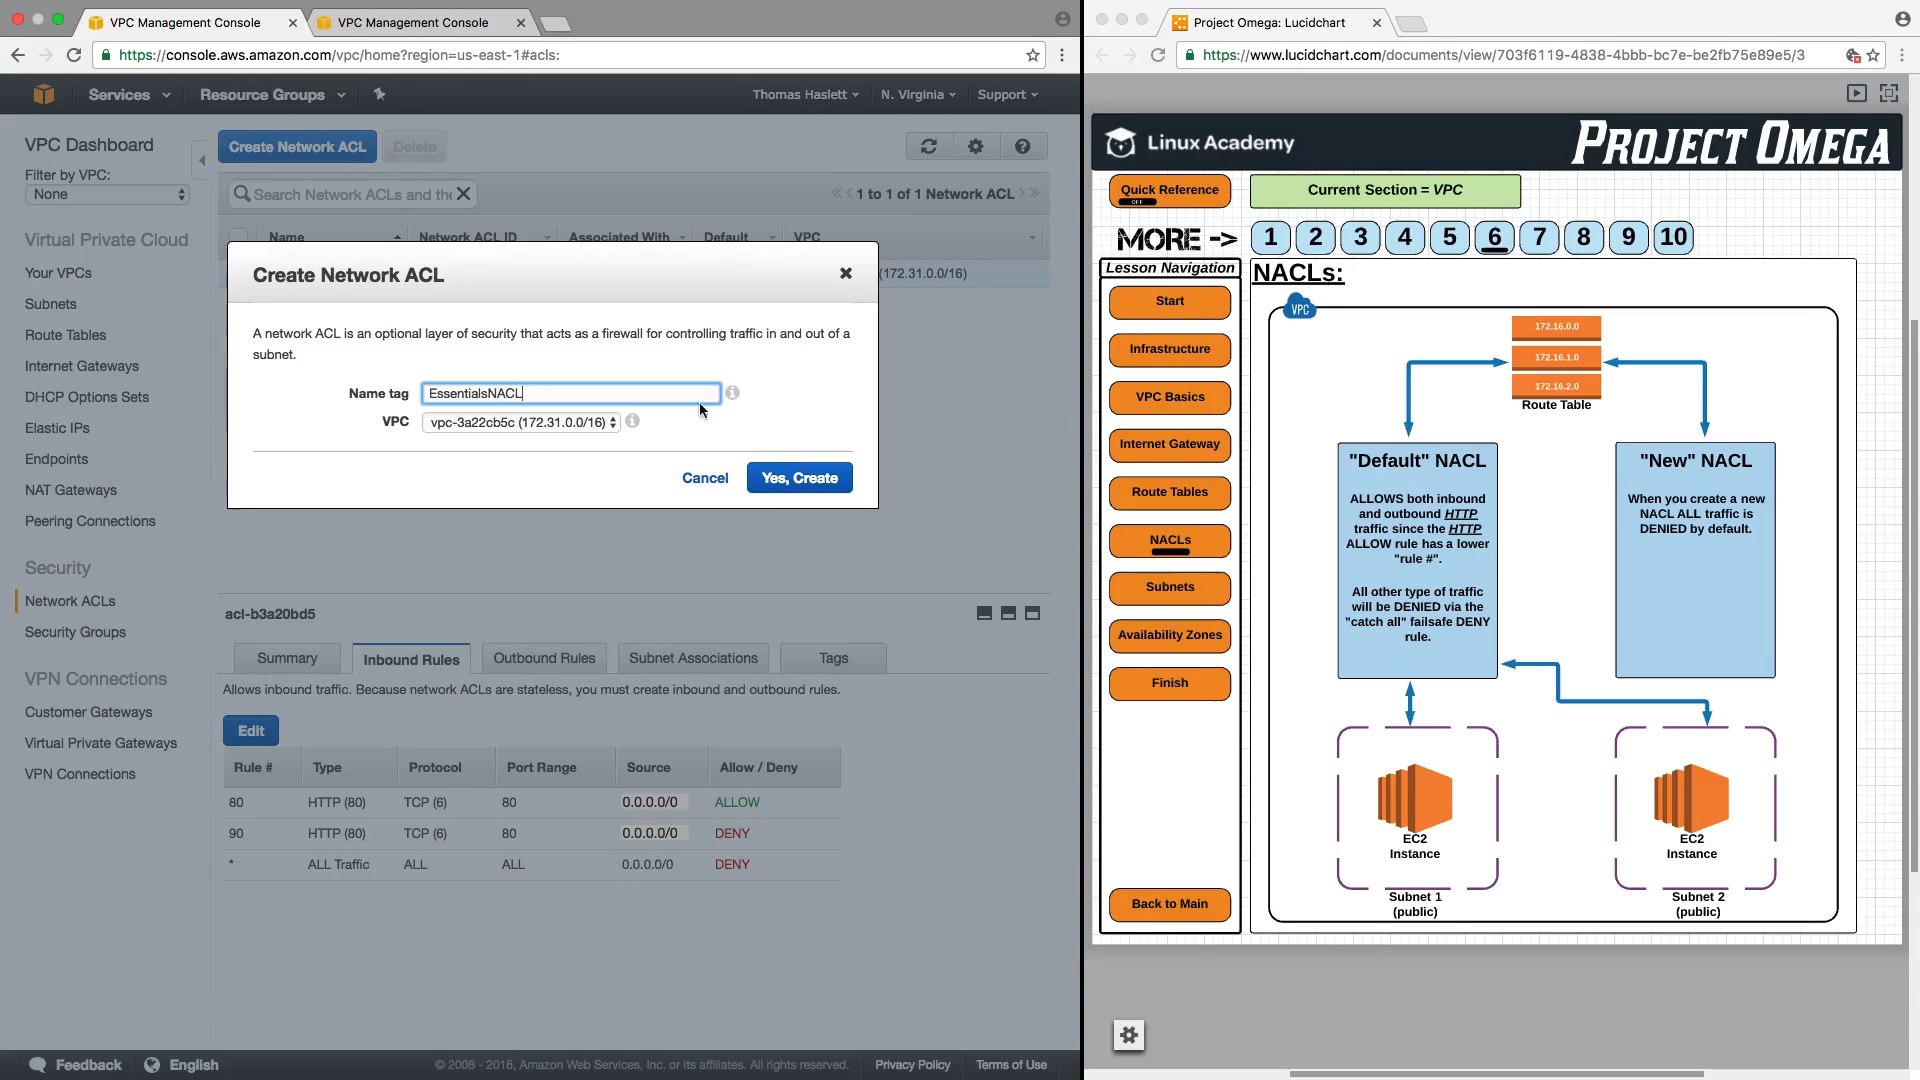 VPC Management Console
VPC Management Console
https://console.aws.amazon.com/vpc/home?region=us-east-1#acls:
Services
Resource Groups
Thomas Haslett
N. Virginia
Support
VPC Dashboard
Filter by VPC:
None
Virtual Private Cloud
Your VPCs
Subnets
Route Tables
Internet Gateways
DHCP Options Sets
Elastic IPs
Endpoints
NAT Gateways
Peering Connections
Security
Network ACLs
Security Groups
VPN Connections
Customer Gateways
Virtual Private Gateways
VPN Connections
Create Network ACL
Delete
Search Network ACLs and the
1 to 1 of 1 Network ACL
Name
Network ACL ID
Associated With
Default
VPC
(172.31.0.0/16)
Create Network ACL
A network ACL is an optional layer of security that acts as a firewall for controlling traffic in and out of a
subnet.
Name tag
EssentialsNACL
VPC
vpc-3a22cb5c (172.31.0.0/16)
Cancel
Yes, Create
acl-b3a20bd5
Summary
Inbound Rules
Outbound Rules
Subnet Associations
Tags
Allows inbound traffic. Because network ACLs are stateless, you must create inbound and outbound rules.
Edit
Rule # Type Protocol Port Range Source Allow / Deny
80 HTTP (80) TCP (6) 80 0.0.0.0/0 ALLOW
90 HTTP (80) TCP (6) 80 0.0.0.0/0 DENY
* ALL Traffic ALL ALL 0.0.0.0/0 DENY
Feedback
English
© 2008 - 2016, Amazon Web Services, Inc. or its affiliates. All rights reserved.
Privacy Policy
Terms of Use
Project Omega: Lucidchart
https://www.lucidchart.com/documents/view/703f6119-4838-4bbb-bc7e-be2fb75e89e5/3
Linux Academy
PROJECT OMEGA
Quick Reference
OFF
Current Section = VPC
MORE ->
1
2
3
4
5
6
7
8
9
10
Lesson Navigation
Start
Infrastructure
VPC Basics
Internet Gateway
Route Tables
NACLs
Subnets
Availability Zones
Finish
Back to Main
NACLs:
VPC
172.16.0.0
172.16.1.0
172.16.2.0
Route Table
"Default" NACL
ALLOWS both inbound
and outbound HTTP
traffic since the HTTP
ALLOW rule has a lower
"rule #".
All other type of traffic
will be DENIED via the
"catch all" failsafe DENY
rule.
"New" NACL
When you create a new
NACL ALL traffic is
DENIED by default.
EC2
Instance
Subnet 1
(public)
EC2
Instance
Subnet 2
(public)